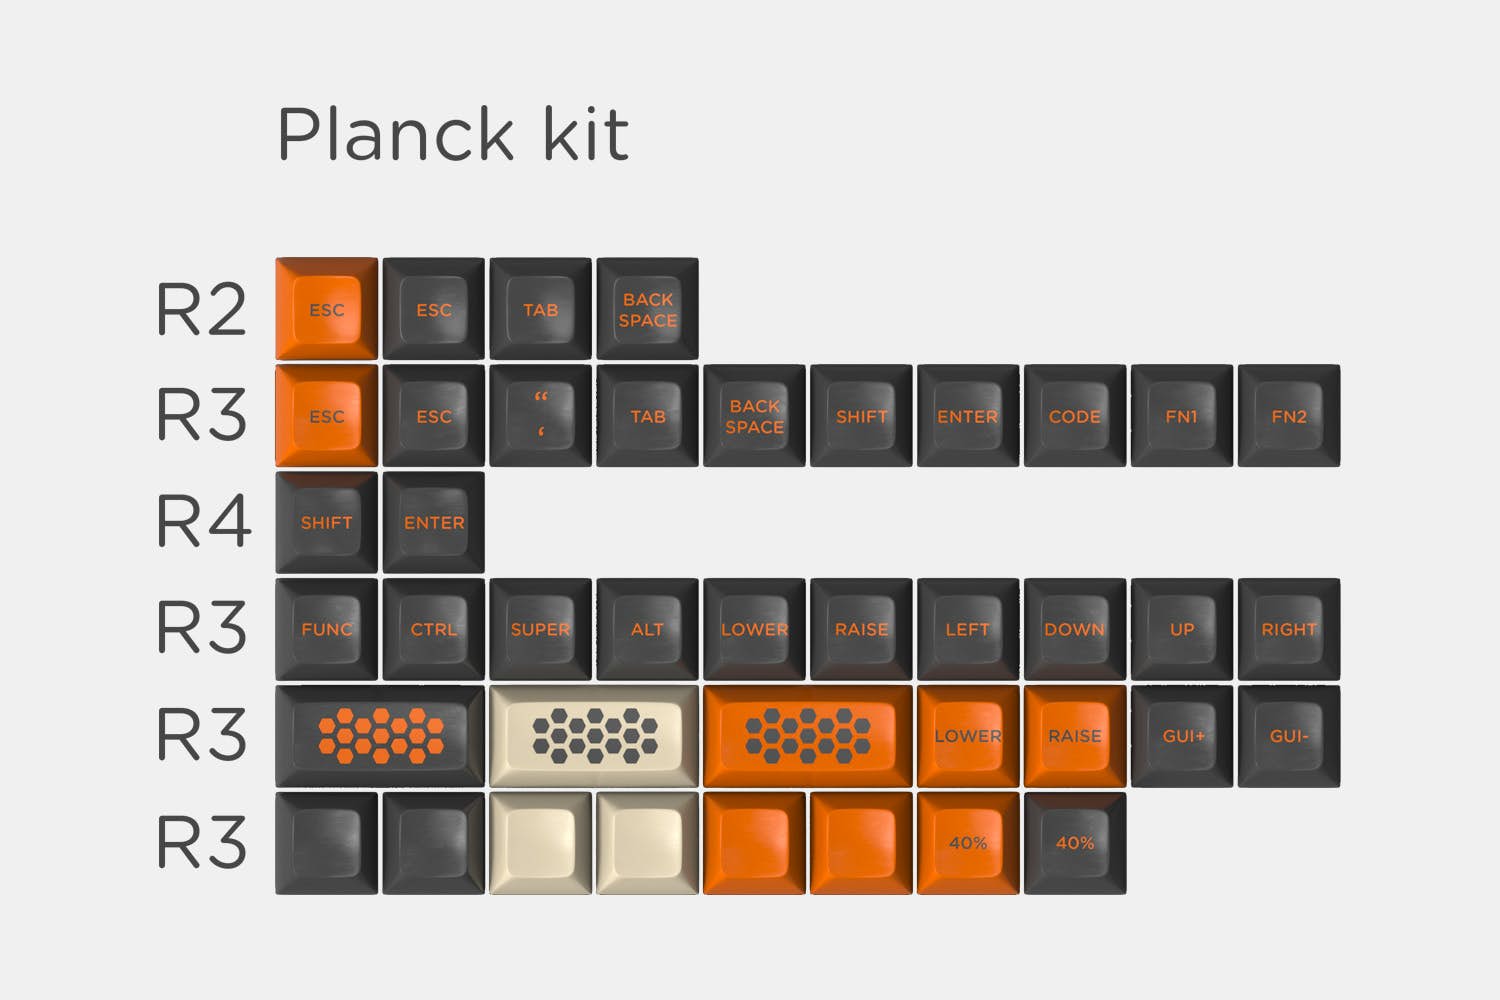 Planck kit
R2
ESC
ESC
TAB
BACK
SPACE
R3
ESC
ESC
“
‘
TAB
BACK
SPACE
SHIFT
ENTER
CODE
FN1
FN2
R4
SHIFT
ENTER
R3
FUNC
CTRL
SUPER
ALT
LOWER
RAISE
LEFT
DOWN
UP
RIGHT
R3
LOWER
RAISE
GUI+
GUI-
R3
40%
40%